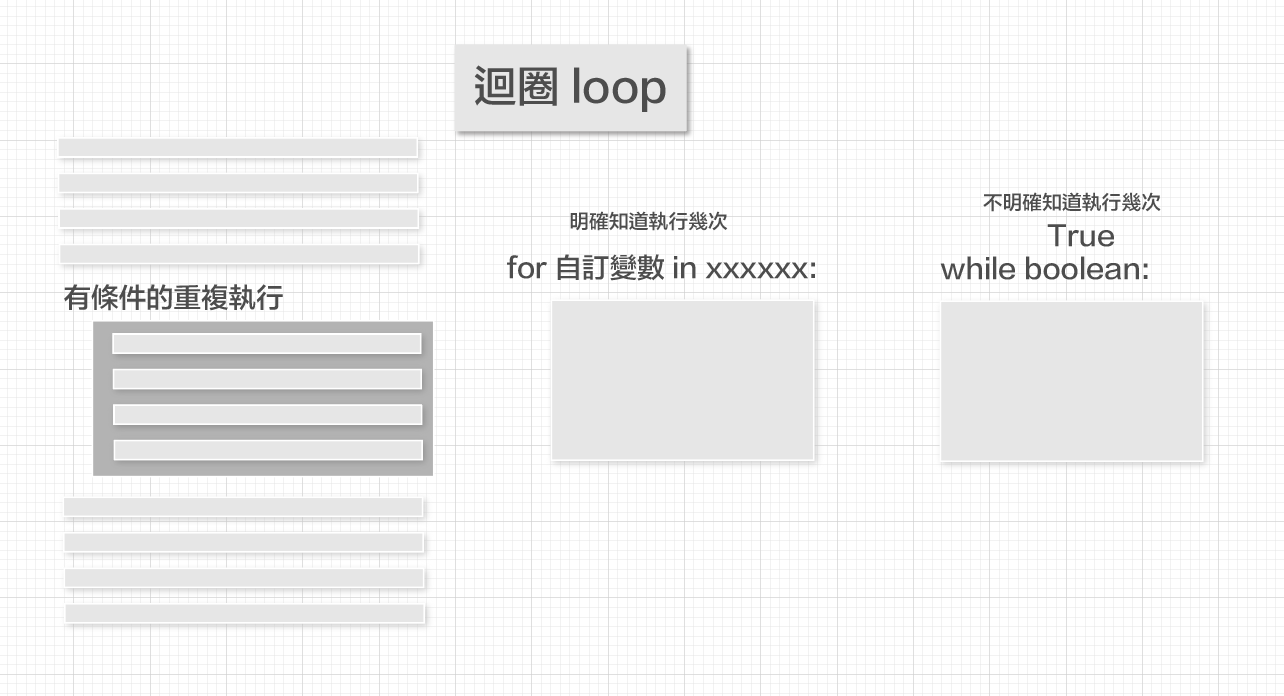 迴圈 loop
有條件的重複執行
明確知道執行幾次
for 自訂變數 in xxxxxx:
不明確知道執行幾次
True
while boolean: